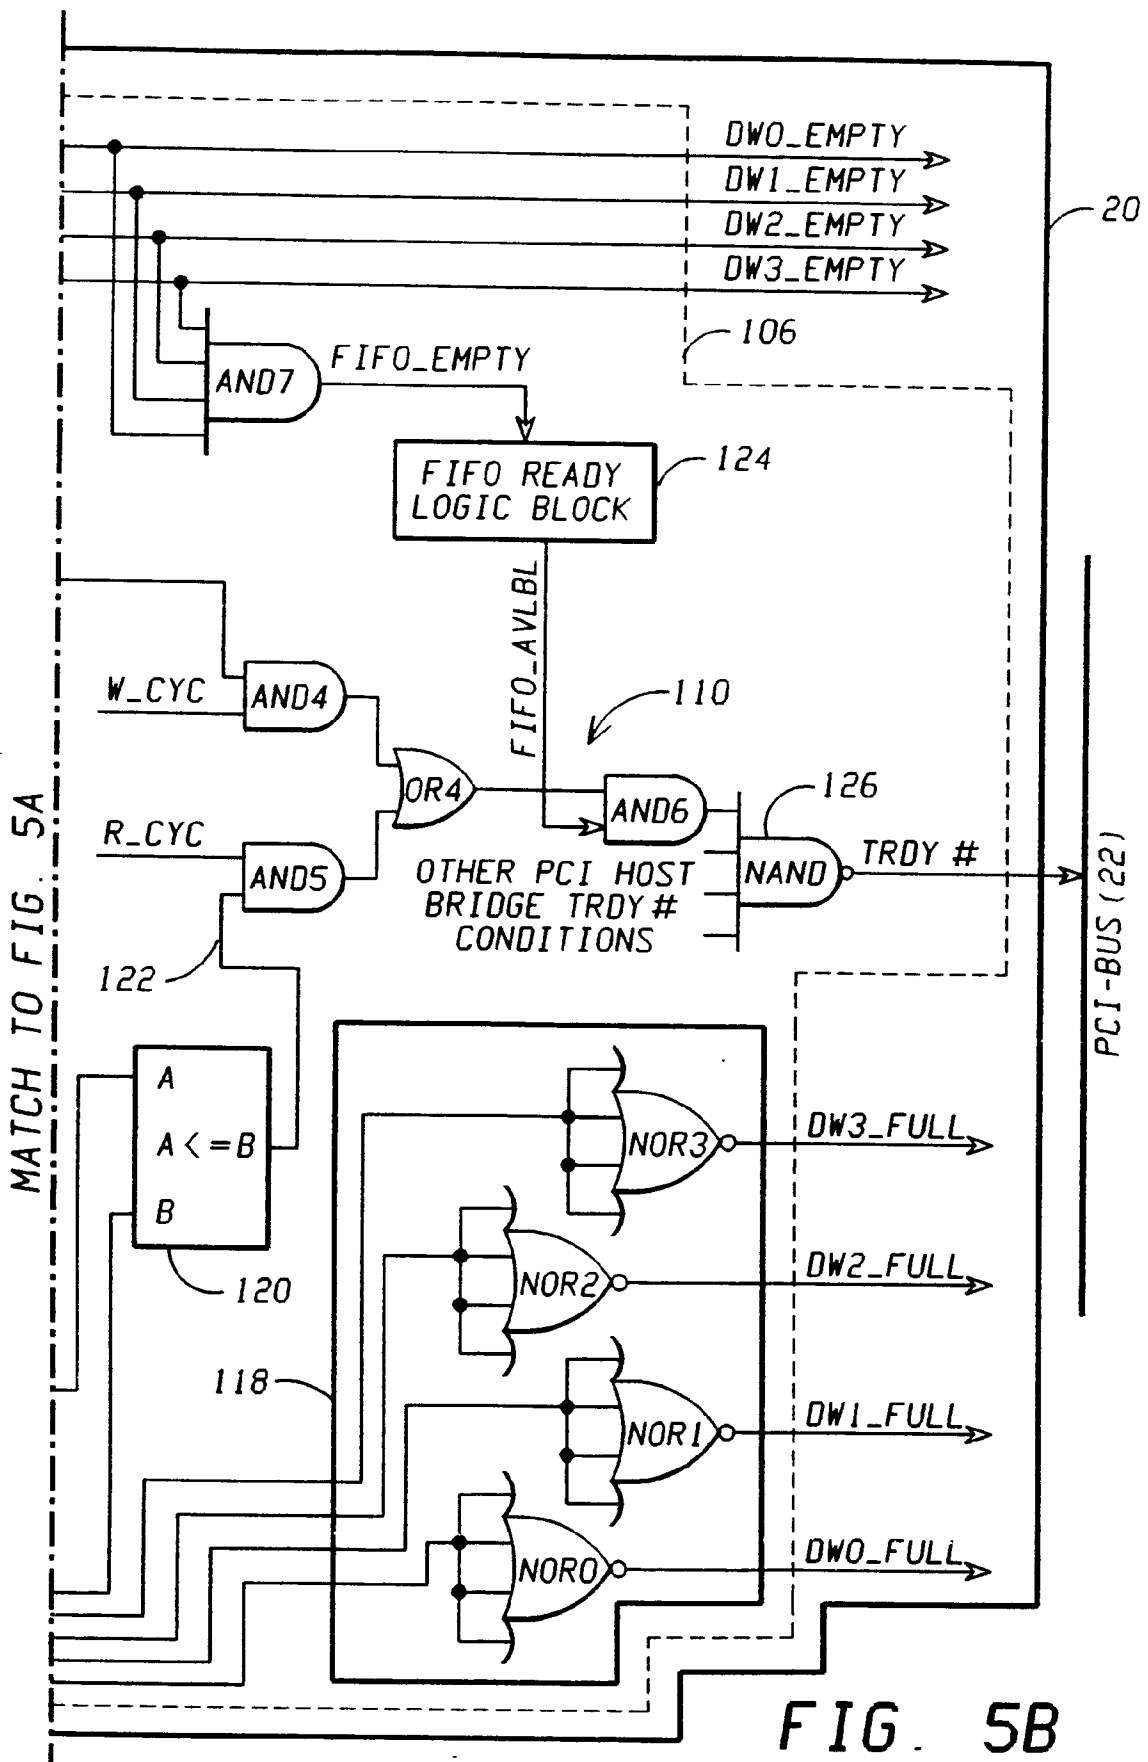 DW0_EMPTY
DW1_EMPTY
20
DW2_EMPTY
DW3_EMPTY
106
FIFO_EMPTY
AND7
FIFO READY
LOGIC BLOCK
124
FIFO_AVLBL
W_CYC
AND4
110
OR4
AND6
126
R_CYC
AND5
OTHER PCI HOST
BRIDGE TRDY #
CONDITIONS
NAND
TRDY #
PCI-BUS (22)
122
MATCH TO FIG. 5A
A
A <=B
B
120
NOR3
DW3_FULL
NOR2
DW2_FULL
118
NOR1
DW1_FULL
NOR0
DW0_FULL
FIG. 5B